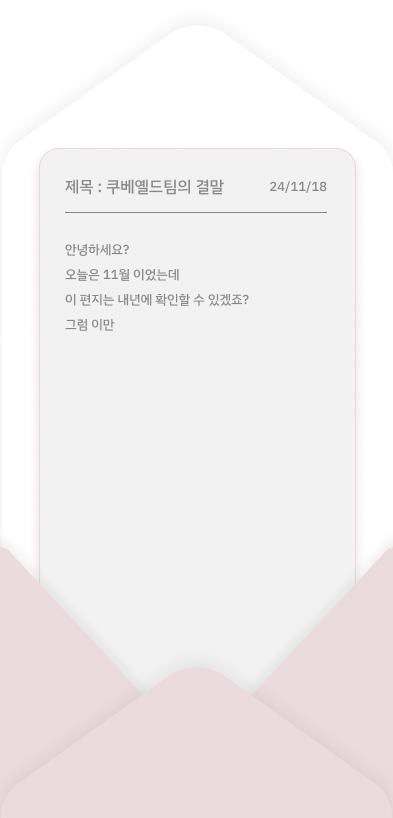 제목 : 쿠베옐드팀의 결말
24/11/18
안녕하세요?
오늘은 11월 이었는데
이 편지는 내년에 확인할 수 있겠죠?
그럼 이만